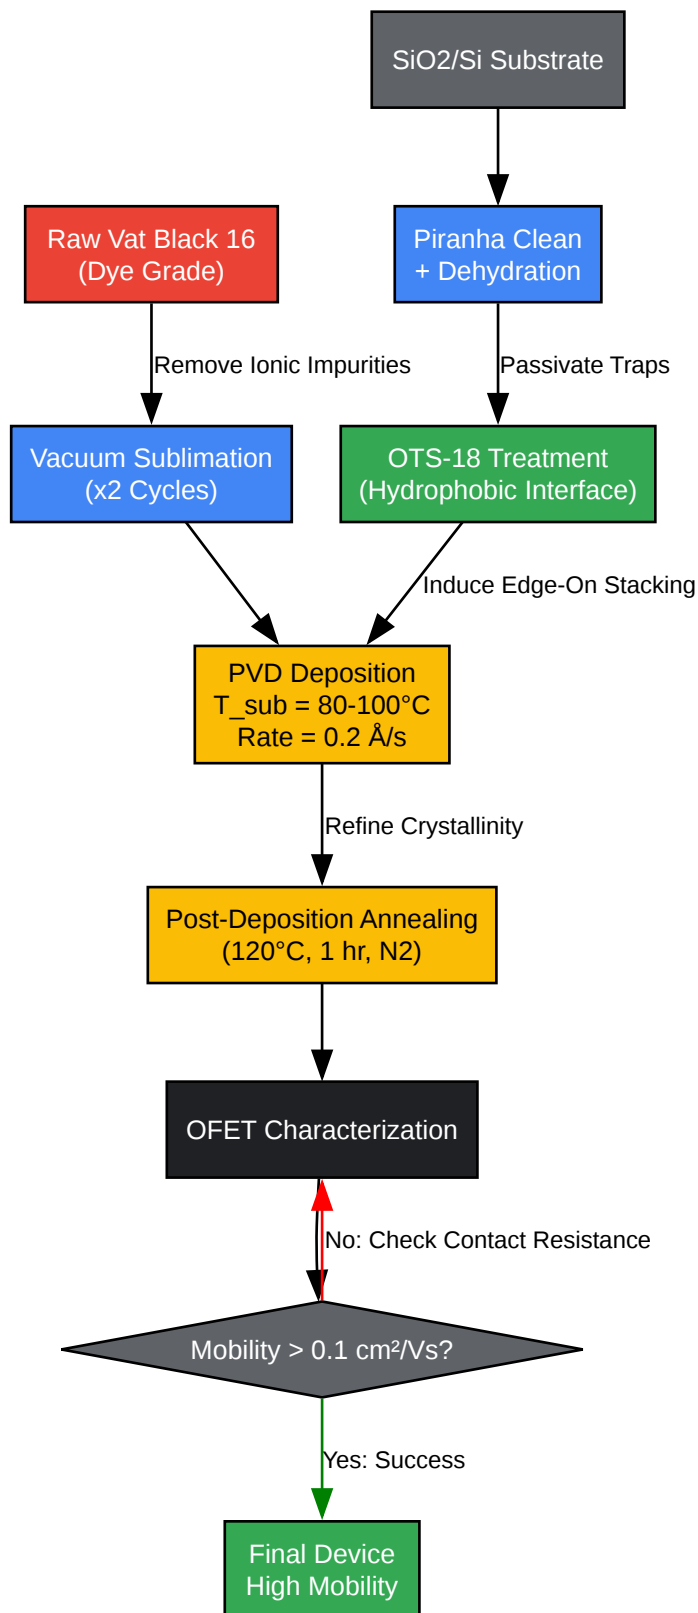 SiO2/Si Substrate
Raw Vat Black 16
(Dye Grade)
Piranha Clean
+ Dehydration
Remove Ionic Impurities
Passivate Traps
Vacuum Sublimation
(x2 Cycles)
OTS-18 Treatment
(Hydrophobic Interface)
Induce Edge-On Stacking
PVD Deposition
T_sub = 80-100°C
Rate = 0.2 Å/s
Refine Crystallinity
Post-Deposition Annealing
(120°C, 1 hr, N2)
OFET Characterization
No: Check Contact Resistance
Mobility > 0.1 cm²/Vs?
Yes: Success
Final Device
High Mobility